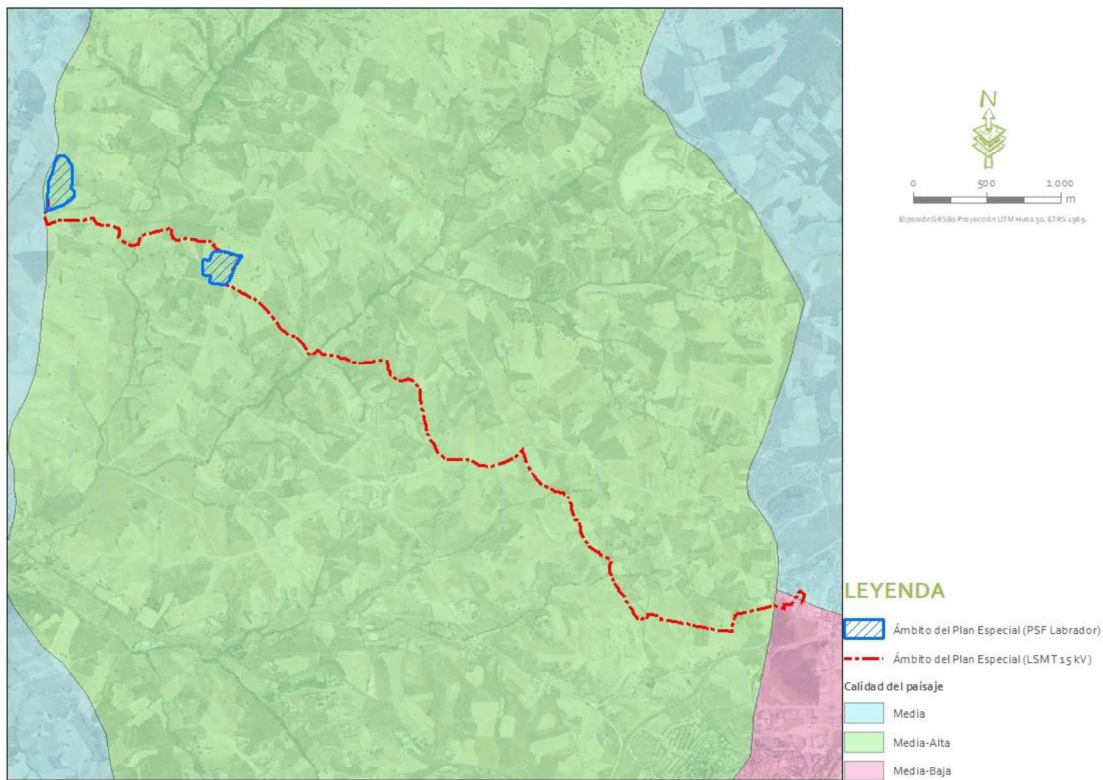 N
0 500 1.000
m
Elipsoide GRS80 Proyección UTM Huso 30. ETRS 1989.
LEYENDA
Ámbito del Plan Especial (PSF Labrador)
Ámbito del Plan Especial (LSMT 15 kV)
Calidad del paisaje
Media
Media-Alta
Media-Baja